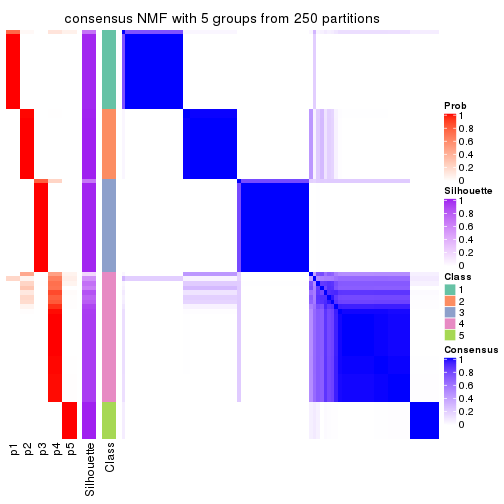 consensus NMF with 5 groups from 250 partitions
Prob
1
0.8
0.6
0.4
0.2
0
Silhouette
1
0.8
0.6
0.4
0.2
0
Class
1
2
3
4
5
Consensus
1
0.8
0.6
0.4
0.2
0
p1
p2
p3
p4
p5
Silhouette
Class